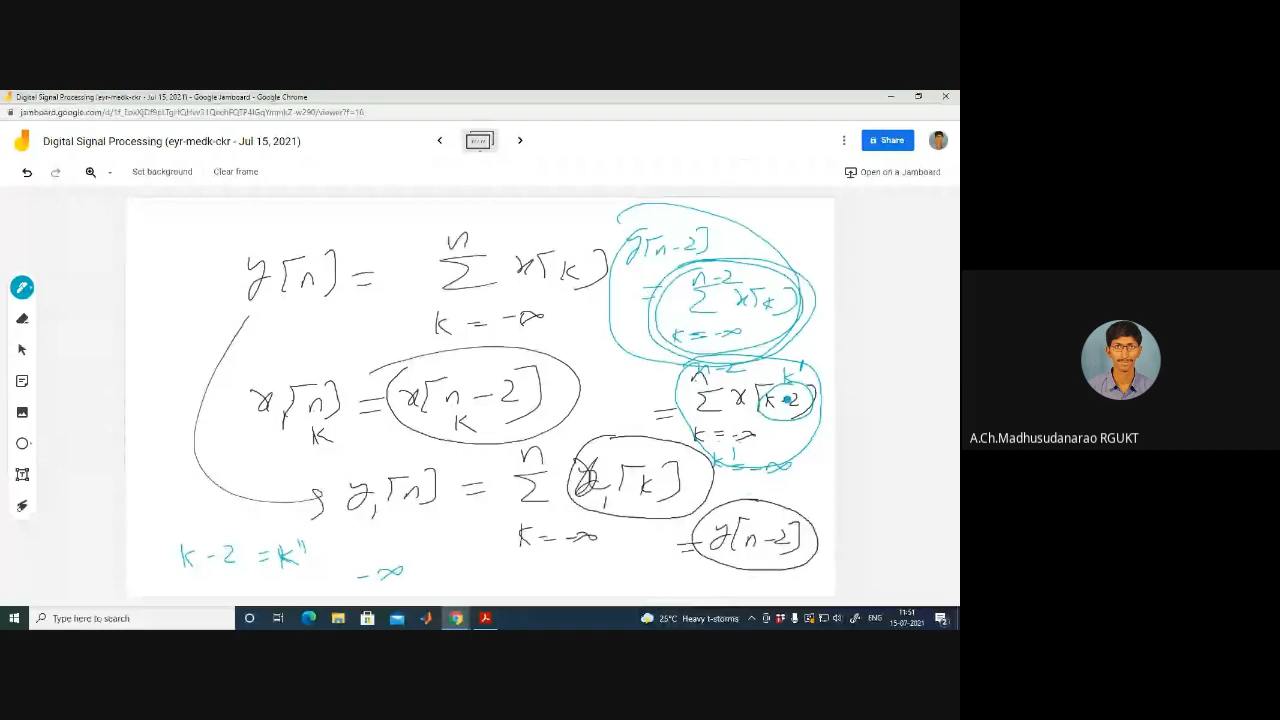 Digital Signal Processing (eyr-medk-ckr - Jul 15, 2021) - Google Jamboard - Google Chrome
Digital Signal Processing (eyr-medk-ckr - Jul 15, 2021)
Share
Set background Clear frame
Open on a Jamboard
y[n] = n Σ k = -∞ x[k]
y[n-2]
= n-2 Σ k = -∞ x[k]
x₁[n] = x[n-2]
k k
= n-2 Σ k = -∞ x[k-2] k'
k' = -∞
y₁[n] = n Σ k = -∞ x₁[k]
= y[n-2]
k-2 = k"
-∞
A.Ch.Madhusudanarao RGUKT
Type here to search
25°C Heavy t-storms
ENG
11:51
15-07-2021
2